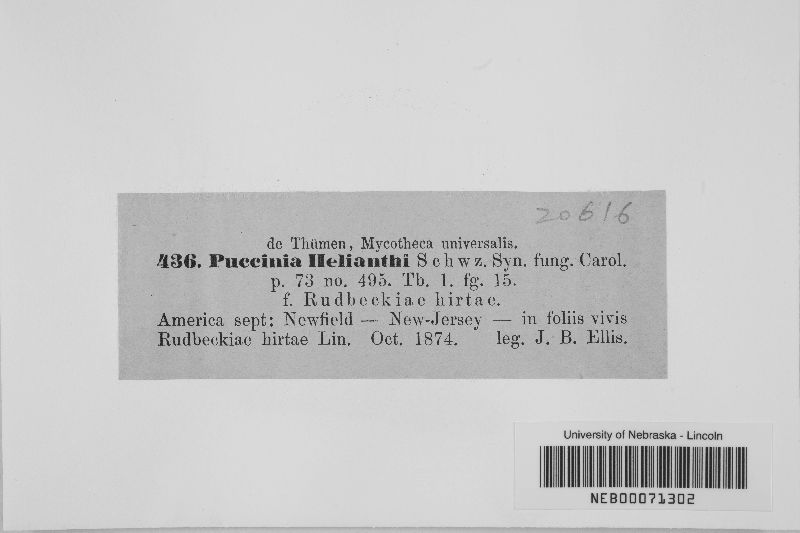 20616
de Thümen, Mycotheca universalis.
436. Puccinia Helianthi Schwz. Syn. fung. Carol.
p. 73 no. 495. Tb. 1. fg. 15.
f. Rudbeckiae hirtae.
America sept: Newfield — New-Jersey — in foliis vivis
Rudbeckiae hirtae Lin. Oct. 1874. leg. J. B. Ellis.
University of Nebraska - Lincoln
NEB00071302